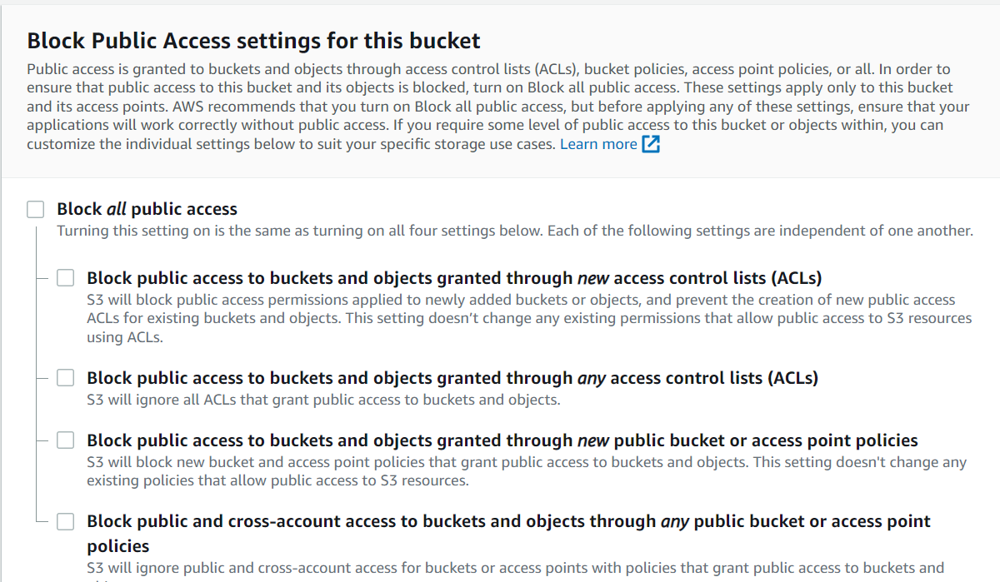 Block Public Access settings for this bucket
Public access is granted to buckets and objects through access control lists (ACLs), bucket policies, access point policies, or all. In order to
ensure that public access to this bucket and its objects is blocked, turn on Block all public access. These settings apply only to this bucket
and its access points. AWS recommends that you turn on Block all public access, but before applying any of these settings, ensure that your
applications will work correctly without public access. If you require some level of public access to this bucket or objects within, you can
customize the individual settings below to suit your specific storage use cases. Learn more
Block all public access
Turning this setting on is the same as turning on all four settings below. Each of the following settings are independent of one another.
Block public access to buckets and objects granted through new access control lists (ACLs)
S3 will block public access permissions applied to newly added buckets or objects, and prevent the creation of new public access
ACLs for existing buckets and objects. This setting doesn’t change any existing permissions that allow public access to S3 resources
using ACLs.
Block public access to buckets and objects granted through any access control lists (ACLs)
S3 will ignore all ACLs that grant public access to buckets and objects.
Block public access to buckets and objects granted through new public bucket or access point policies
S3 will block new bucket and access point policies that grant public access to buckets and objects. This setting doesn't change any
existing policies that allow public access to S3 resources.
Block public and cross-account access to buckets and objects through any public bucket or access point
policies
S3 will ignore public and cross-account access for buckets or access points with policies that grant public access to buckets and